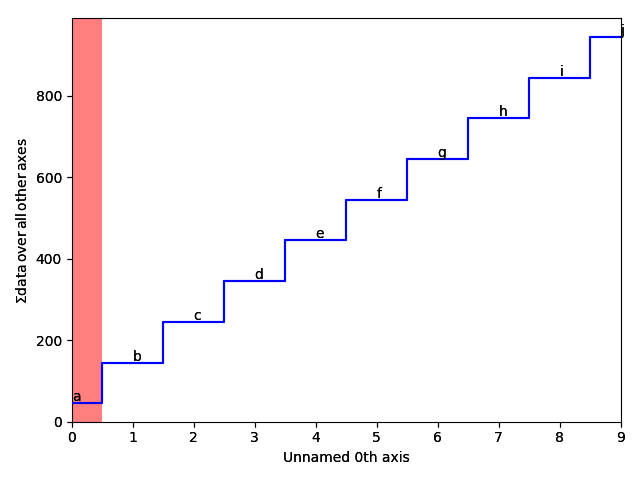 j
i
800
h
g
600
f
e
400
d
c
200
b
a
0
0 1 2 3 4 5 6 7 8 9
Unnamed 0th axis
Σdata over all other axes